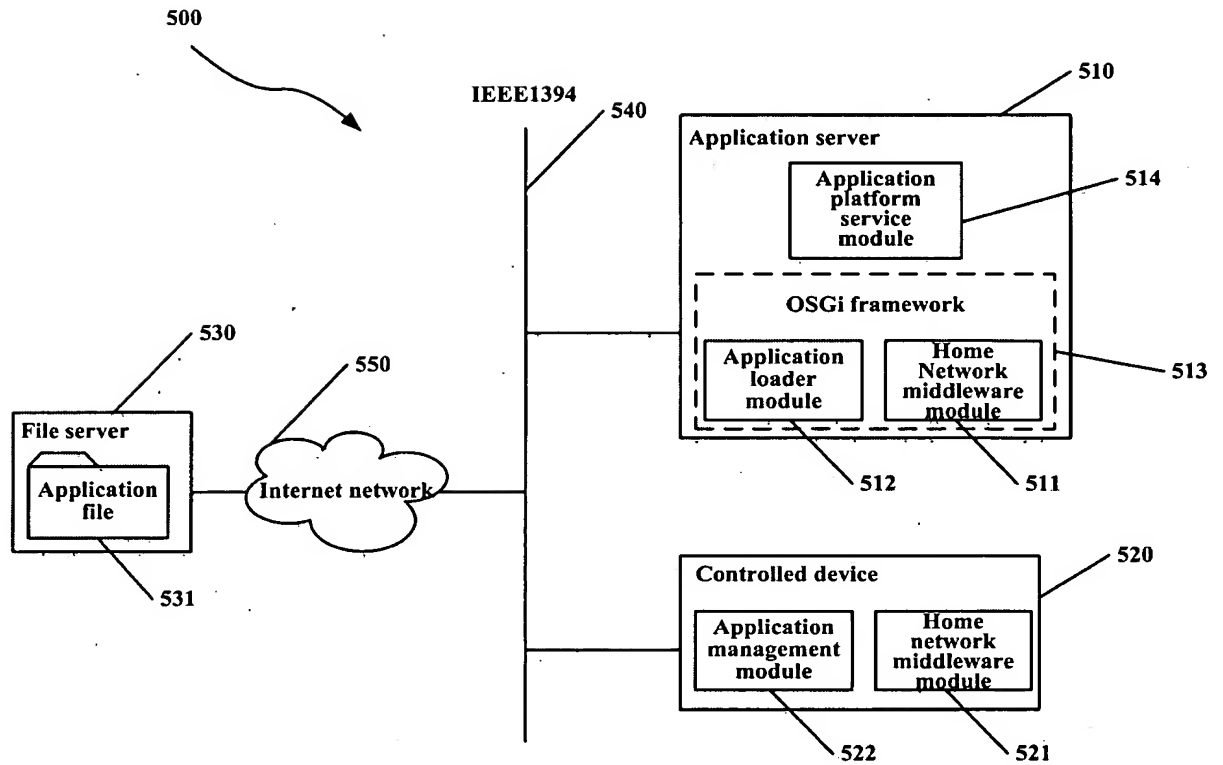 500
IEEE1394
540
510
Application server
Application
platform
service
module
514
OSGi framework
Application
loader
module
Home
Network
middleware
module
513
512
511
530
File server
Application
file
531
550
Internet network
520
Controlled device
Application
management
module
Home
network
middleware
module
522
521